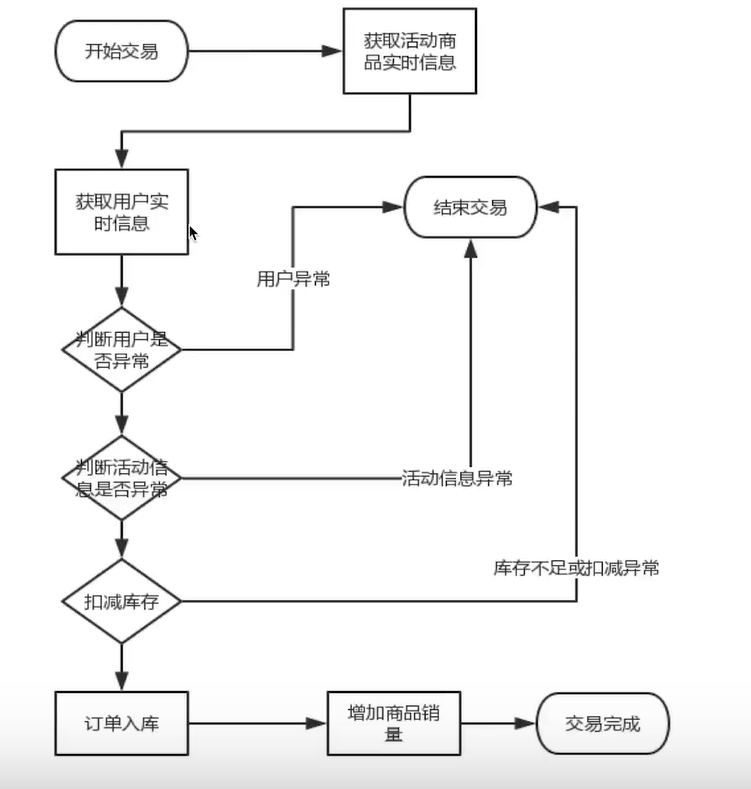 开始交易
获取活动商
品实时信息
获取用户实
时信息
结束交易
用户异常
判断用户是
否异常
判断活动信
息是否异常
活动信息异常
库存不足或扣减异常
扣减库存
订单入库
增加商品销
量
交易完成